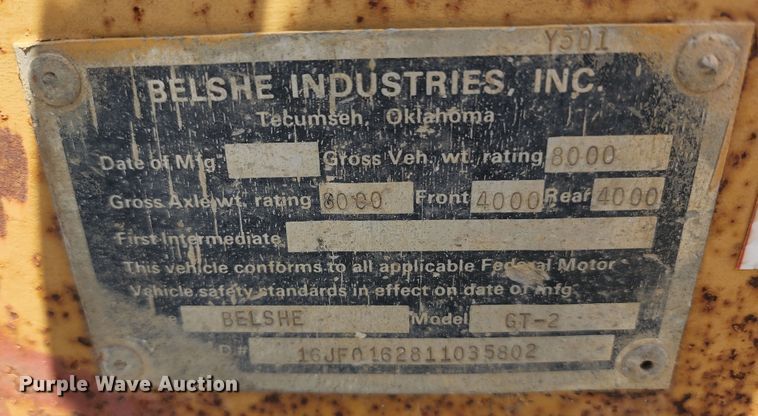 Y501
BELSHE INDUSTRIES, INC.
Tecumseh, Oklahoma
Date of Mfg Gross Veh. wt. rating 8000
Gross Axle wt. rating 8000 Front 4000 Rear 4000
First Intermediate
This vehicle conforms to all applicable Federal Motor
Vehicle safety standards in effect on date of mfg.
BELSHE Model GT-2
D# 16JF0162811035802
Purple Wave Auction